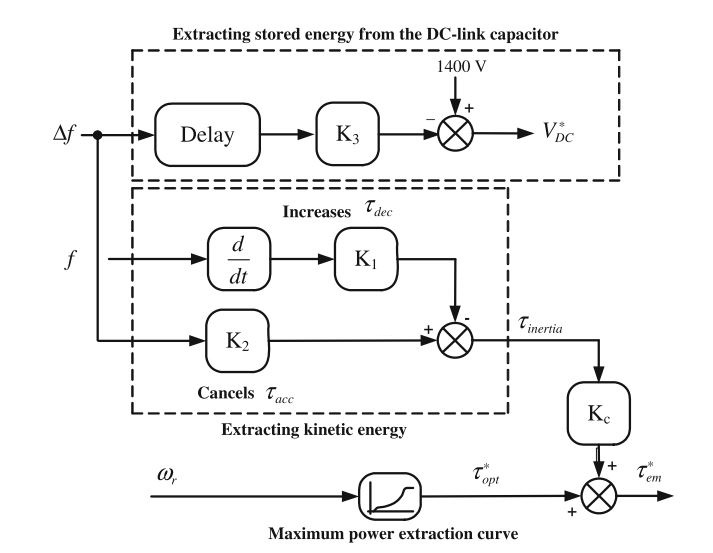 Extracting stored energy from the DC-link capacitor
1400 V
+
Δf
Delay
K₃
−
V*DC
Increases τdec
f
d/dt
K₁
-
K₂
+
τinertia
Cancels τacc
Kc
Extracting kinetic energy
ωr
τ*opt
+
τ*em
+
Maximum power extraction curve